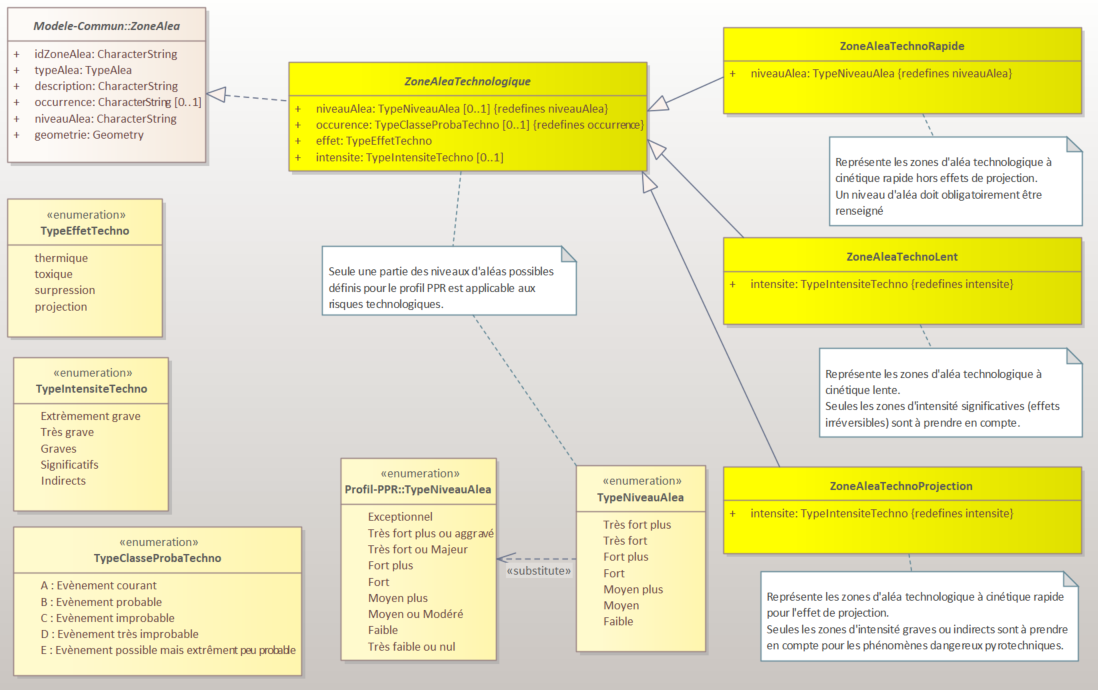 Modele-Commun::ZoneAlea
+ idZoneAlea: CharacterString
+ typeAlea: TypeAlea
+ description: CharacterString
+ occurrence: CharacterString [0..1]
+ niveauAlea: CharacterString
+ geometrie: Geometry
ZoneAleaTechnologique
+ niveauAlea: TypeNiveauAlea [0..1] {redefines niveauAlea}
+ occurence: TypeClasseProbaTechno [0..1] {redefines occurrence}
+ effet: TypeEffetTechno
+ intensite: TypeIntensiteTechno [0..1]
ZoneAleaTechnoRapide
+ niveauAlea: TypeNiveauAlea {redefines niveauAlea}
Représente les zones d'aléa technologique à
cinétique rapide hors effets de projection.
Un niveau d'aléa doit obligatoirement être
renseigné
«enumeration»
TypeEffetTechno
thermique
toxique
surpression
projection
Seule une partie des niveaux d'aléas possibles
définis pour le profil PPR est applicable aux
risques technologiques.
ZoneAleaTechnoLent
+ intensite: TypeIntensiteTechno {redefines intensite}
Représente les zones d'aléa technologique à
cinétique lente.
Seules les zones d'intensité significatives (effets
irréversibles) sont à prendre en compte.
«enumeration»
TypeIntensiteTechno
Extrèmement grave
Très grave
Graves
Significatifs
Indirects
«enumeration»
Profil-PPR::TypeNiveauAlea
Exceptionnel
Très fort plus ou aggravé
Très fort ou Majeur
Fort plus
Fort
Moyen plus
Moyen ou Modéré
Faible
Très faible ou nul
«substitute»
«enumeration»
TypeNiveauAlea
Très fort plus
Très fort
Fort plus
Fort
Moyen plus
Moyen
Faible
ZoneAleaTechnoProjection
+ intensite: TypeIntensiteTechno {redefines intensite}
Représente les zones d'aléa technologique à cinétique rapide
pour l'effet de projection.
Seules les zones d'intensité graves ou indirects sont à prendre
en compte pour les phénomènes dangereux pyrotechniques.
«enumeration»
TypeClasseProbaTechno
A : Evènement courant
B : Evènement probable
C : Evènement improbable
D : Evènement très improbable
E : Evènement possible mais extrêment peu probable